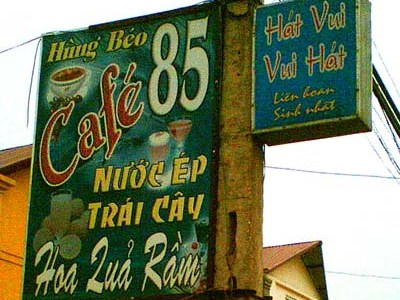 Hùng Béo
Café 85
NƯỚC ÉP
TRÁI CÂY
Hoa Quả Rầm
Hát Vui
Vui Hát
Liên hoan
Sinh nhật